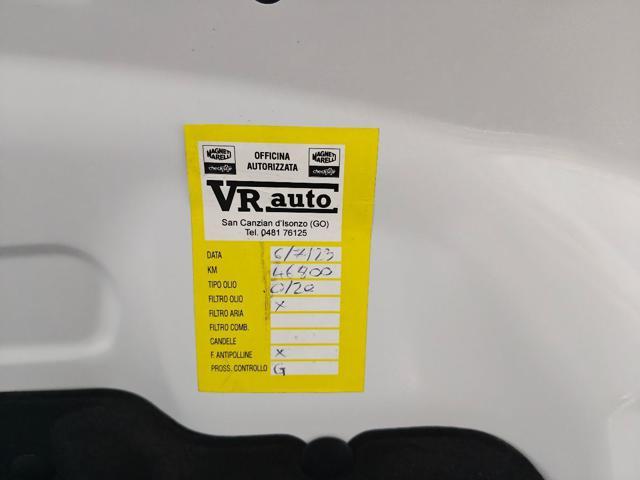 MAGNETI MARELLI checkstar OFFICINA AUTORIZZATA MAGNETI MARELLI checkstar
VR auto
San Canzian d'Isonzo (GO)
Tel. 0481 76125
DATA 6/7/23
KM 46900
TIPO OLIO 0/20
FILTRO OLIO X
FILTRO ARIA
FILTRO COMB.
CANDELE
F. ANTIPOLLINE X
PROSS. CONTROLLO G